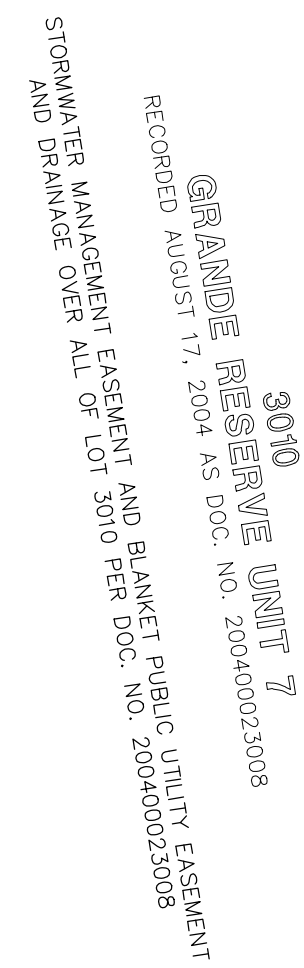 3010
GRANDE RESERVE UNIT 7
RECORDED AUGUST 17, 2004 AS DOC. NO. 200400023008
STORMWATER MANAGEMENT EASEMENT AND BLANKET PUBLIC UTILITY EASEMENT
AND DRAINAGE OVER ALL OF LOT 3010 PER DOC. NO. 200400023008